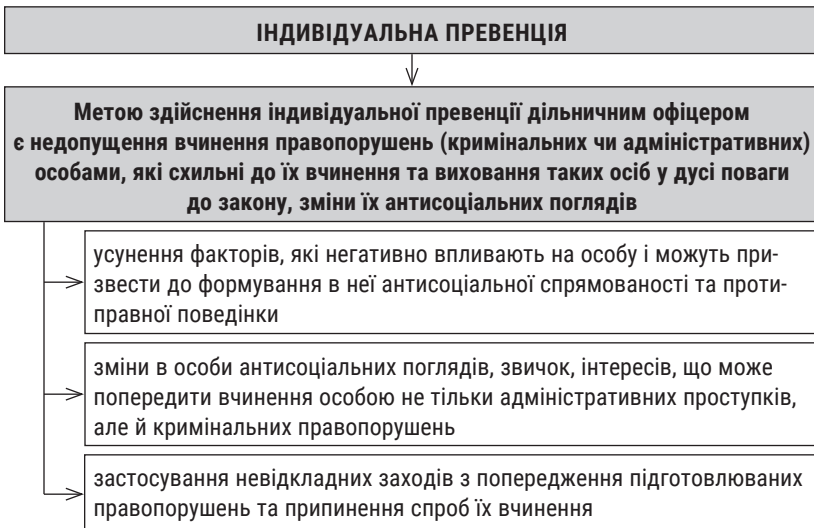 ІНДИВІДУАЛЬНА ПРЕВЕНЦІЯ
Метою здійснення індивідуальної превенції дільничним офіцером
є недопущення вчинення правопорушень (кримінальних чи адміністративних)
особами, які схильні до їх вчинення та виховання таких осіб у дусі поваги
до закону, зміни їх антисоціальних поглядів
усунення факторів, які негативно впливають на особу і можуть при-
звести до формування в неї антисоціальної спрямованості та проти-
правної поведінки
зміни в особи антисоціальних поглядів, звичок, інтересів, що може
попередити вчинення особою не тільки адміністративних проступків,
але й кримінальних правопорушень
застосування невідкладних заходів з попередження підготовлюваних
правопорушень та припинення спроб їх вчинення